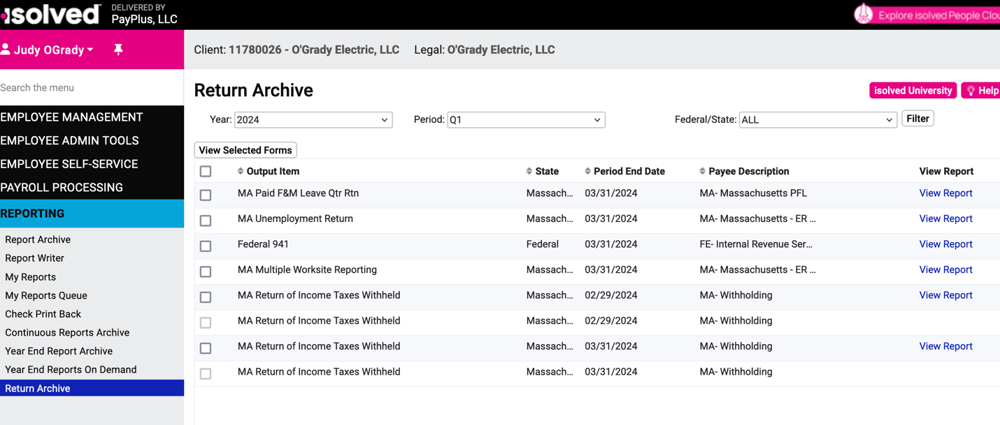 isolved DELIVERED BY
PayPlus, LLC
Explore isolved People Clou
Judy OGrady
Client: 11780026 - O'Grady Electric, LLC Legal: O'Grady Electric, LLC
Search the menu
Return Archive
isolved University Help
EMPLOYEE MANAGEMENT
EMPLOYEE ADMIN TOOLS
EMPLOYEE SELF-SERVICE
PAYROLL PROCESSING
REPORTING
Report Archive
Report Writer
My Reports
My Reports Queue
Check Print Back
Continuous Reports Archive
Year End Report Archive
Year End Reports On Demand
Return Archive
Year: 2024 Period: Q1 Federal/State: ALL Filter
View Selected Forms
Output Item State Period End Date Payee Description View Report
MA Paid F&M Leave Qtr Rtn Massach... 03/31/2024 MA- Massachusetts PFL View Report
MA Unemployment Return Massach... 03/31/2024 MA- Massachusetts - ER ... View Report
Federal 941 Federal 03/31/2024 FE- Internal Revenue Ser... View Report
MA Multiple Worksite Reporting Massach... 03/31/2024 MA- Massachusetts - ER ... View Report
MA Return of Income Taxes Withheld Massach... 02/29/2024 MA- Withholding View Report
MA Return of Income Taxes Withheld Massach... 02/29/2024 MA- Withholding
MA Return of Income Taxes Withheld Massach... 03/31/2024 MA- Withholding View Report
MA Return of Income Taxes Withheld Massach... 03/31/2024 MA- Withholding